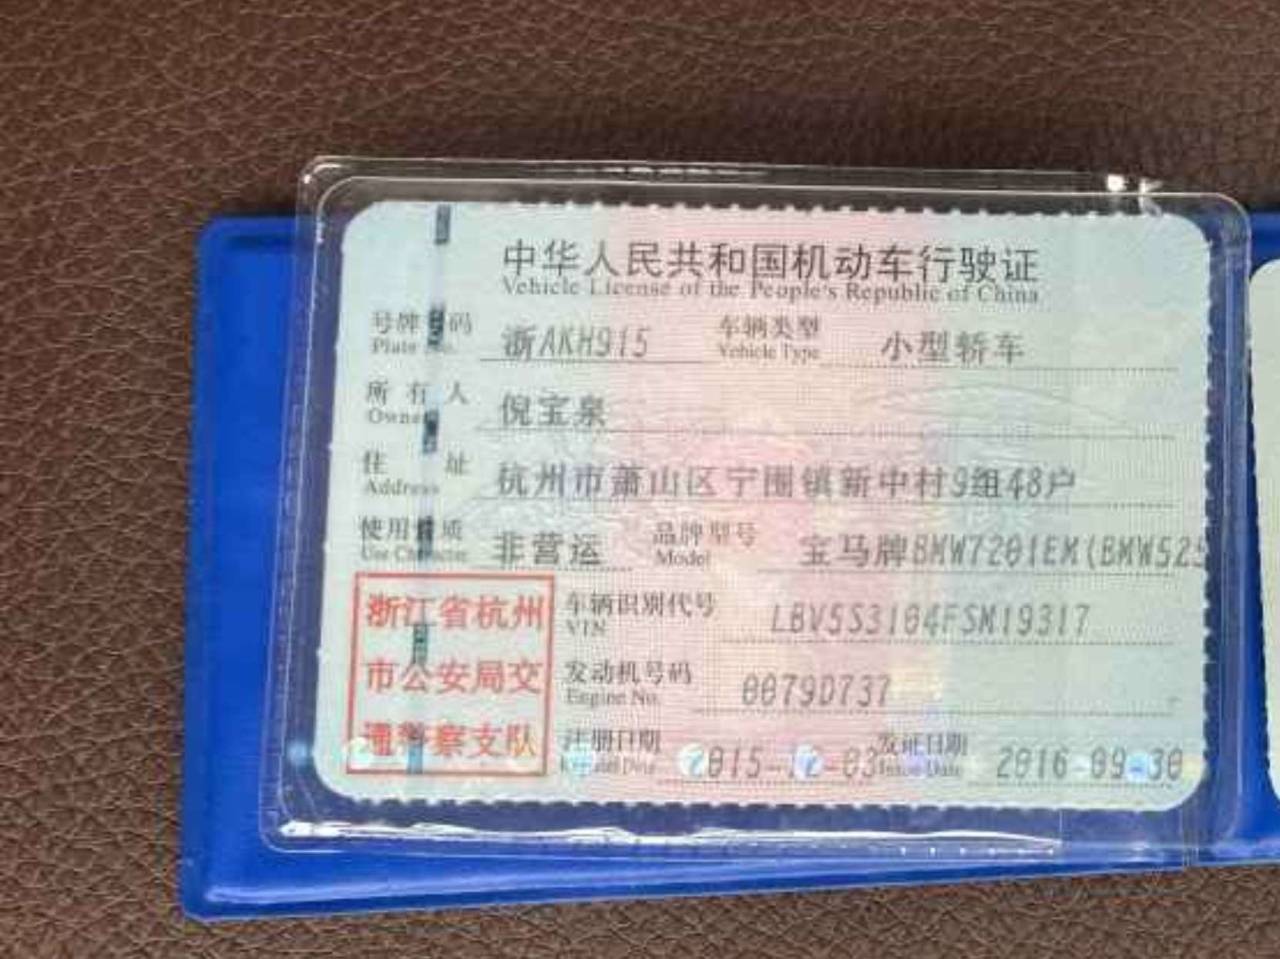 中华人民共和国机动车行驶证
Vehicle License of the People's Republic of China
号牌号码 浙AKH915 车辆类型 小型轿车
Plate No. Vehicle Type
所有人 倪宝泉
Owner
住址 杭州市萧山区宁围镇新中村9组48户
Address
使用性质 非营运 品牌型号 宝马牌BMW7201EM(BMW525
Use Character Model
浙江省杭州 车辆识别代号 LBV5S3104FSM19317
VIN
市公安局交 发动机号码 0079D737
Engine No.
通警察支队 注册日期 2015-12-03 发证日期 2016-09-30
Issue Date